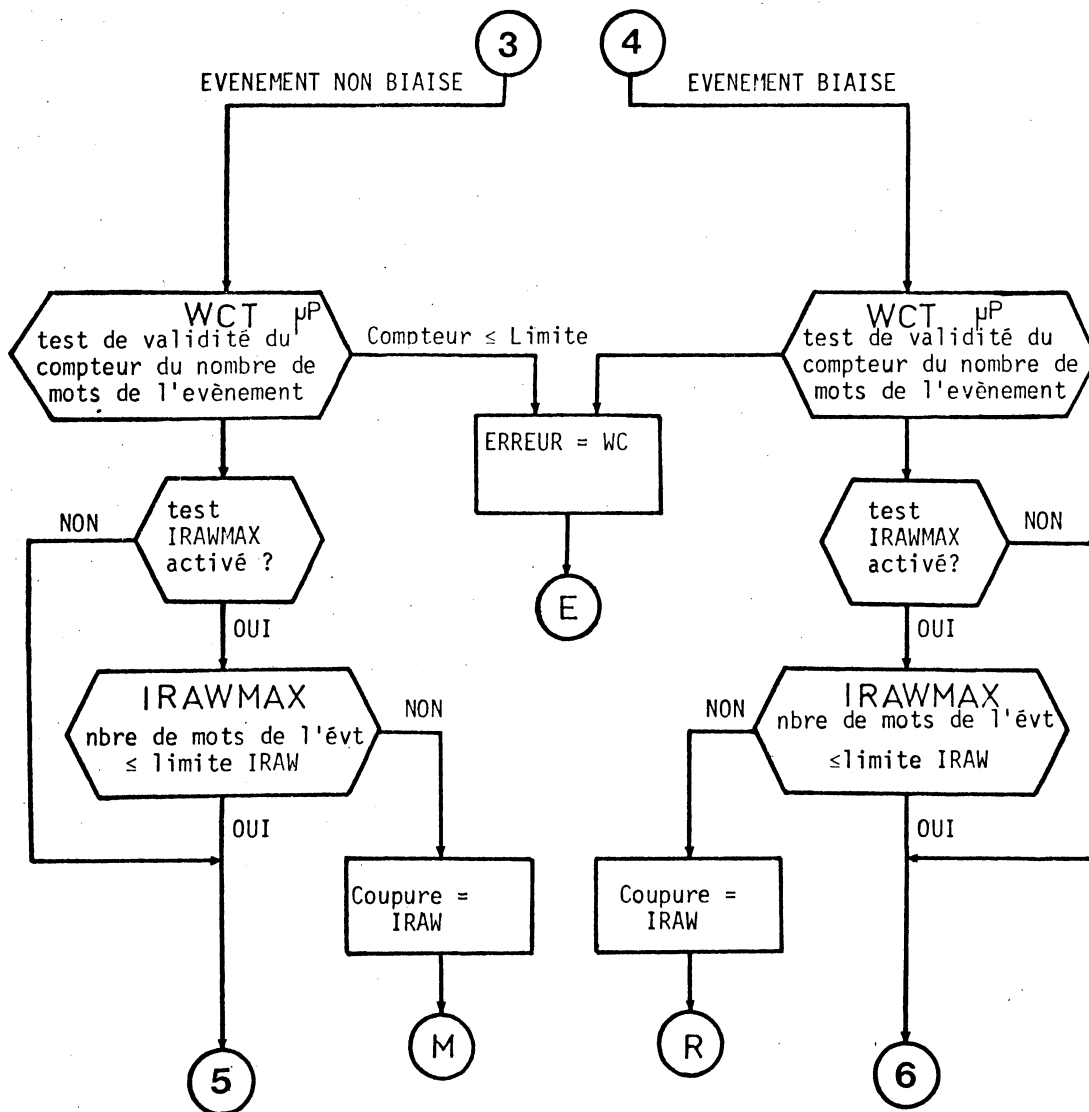 3
4
EVENEMENT NON BIAISE
EVENEMENT BIAISE
WCT μP
test de validité du
compteur du nombre de
mots de l'evènement
Compteur ≤ Limite
WCT μP
test de validité du
compteur du nombre de
mots de l'evènement
ERREUR = WC
NON
test
IRAWMAX
activé ?
test
IRAWMAX
activé?
NON
E
OUI
OUI
IRAWMAX
nbre de mots de l'évt
≤ limite IRAW
NON
NON
IRAWMAX
nbre de mots de l'évt
≤limite IRAW
OUI
OUI
Coupure =
IRAW
Coupure =
IRAW
M
R
5
6